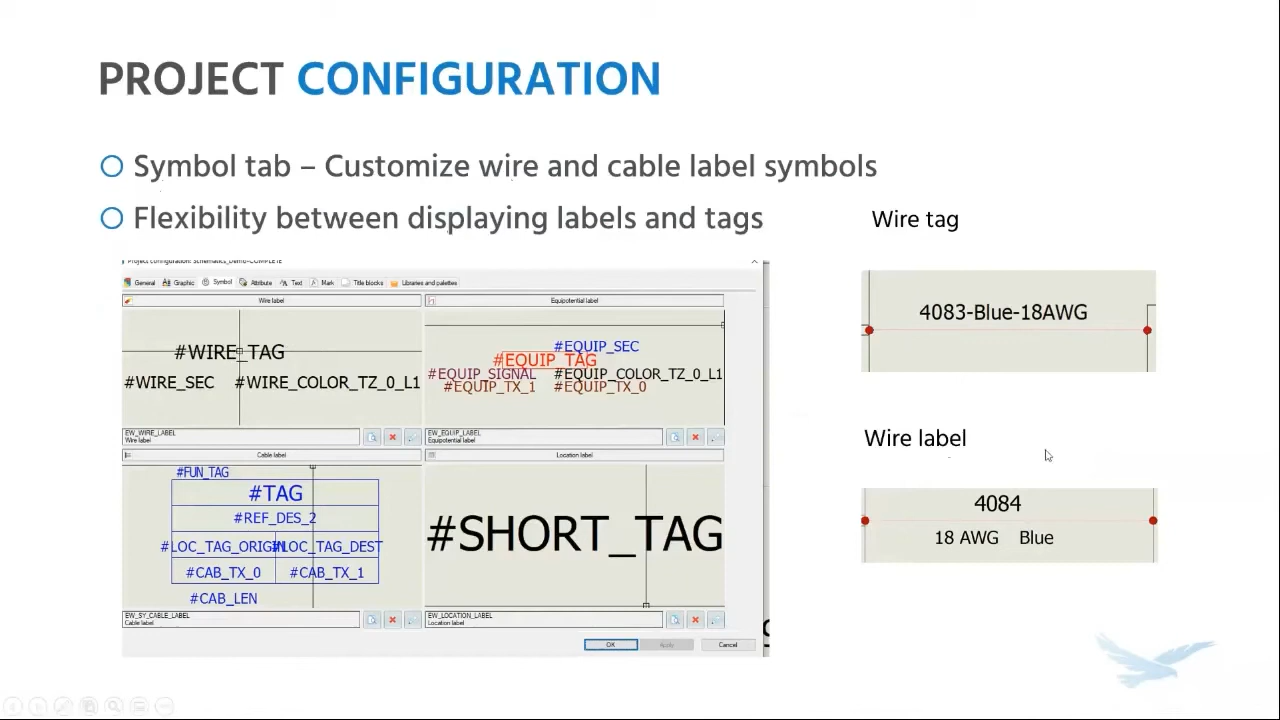 PROJECT CONFIGURATION
Symbol tab – Customize wire and cable label symbols
Flexibility between displaying labels and tags
Wire tag
Project configuration: Schematics_Demo-COMPLETE
General Graphic Symbol Attribute Text Mark Title blocks Libraries and palettes
Wire label
Equipotential label
#WIRE_TAG
#WIRE_SEC #WIRE_COLOR_TZ_0_L1
#EQUIP_SEC
#EQUIP_TAG
#EQUIP_SIGNAL #EQUIP_COLOR_TZ_0_L1
#EQUIP_TX_1 #EQUIP_TX_0
EW_WIRE_LABEL
Wire label
EW_EQUIP_LABEL
Equipotential label
Cable label
Location label
#FUN_TAG
#TAG
#REF_DES_2
#LOC_TAG_ORIGIN #LOC_TAG_DEST
#CAB_TX_0 #CAB_TX_1
#CAB_LEN
#SHORT_TAG
EW_SY_CABLE_LABEL
Cable label
EW_LOCATION_LABEL
Location label
OK Apply Cancel
4083-Blue-18AWG
Wire label
4084
18 AWG Blue